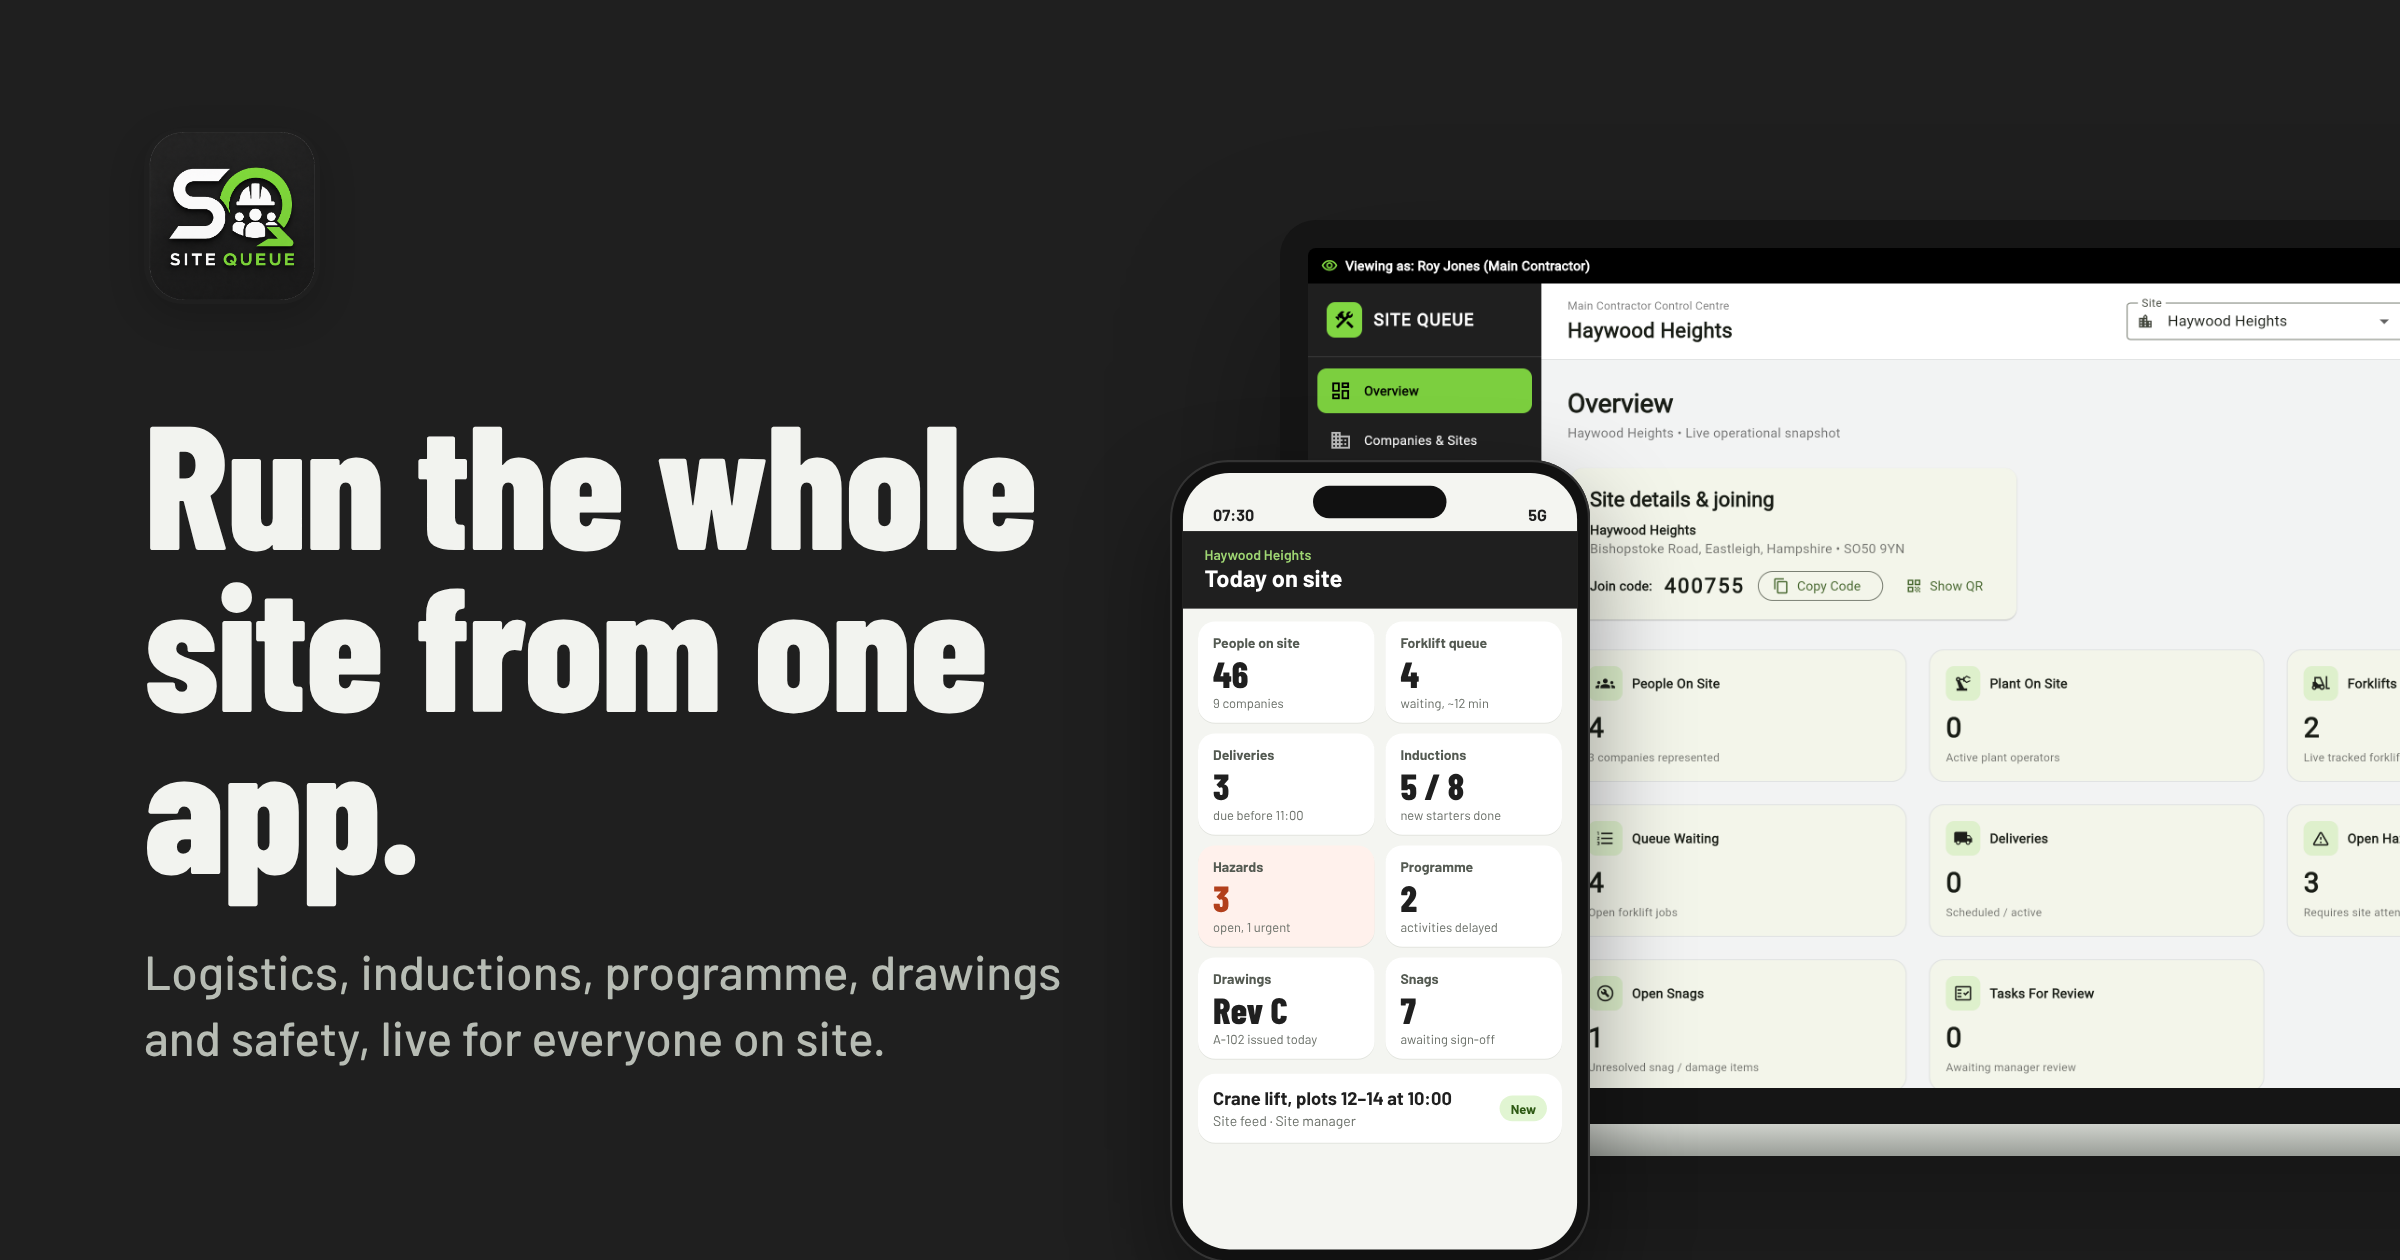 SQ
SITE QUEUE
Run the whole
site from one
app.
Logistics, inductions, programme, drawings
and safety, live for everyone on site.
Viewing as: Roy Jones (Main Contractor)
SITE QUEUE
Overview
Companies & Sites
Main Contractor Control Centre
Haywood Heights
Site
Haywood Heights
Overview
Haywood Heights • Live operational snapshot
Site details & joining
Haywood Heights
Bishopstoke Road, Eastleigh, Hampshire • SO50 9YN
Join code: 400755 Copy Code Show QR
People On Site
4
3 companies represented
Plant On Site
0
Active plant operators
Forklifts
2
Live tracked
Queue Waiting
4
Open forklift jobs
Deliveries
0
Scheduled / active
Open
3
Requires site
Open Snags
1
Unresolved snag / damage items
Tasks For Review
0
Awaiting manager review
07:30 5G
Haywood Heights
Today on site
People on site
46
9 companies
Forklift queue
4
waiting, ~12 min
Deliveries
3
due before 11:00
Inductions
5 / 8
new starters done
Hazards
3
open, 1 urgent
Programme
2
activities delayed
Drawings
Rev C
A-102 issued today
Snags
7
awaiting sign-off
Crane lift, plots 12–14 at 10:00
Site feed · Site manager
New